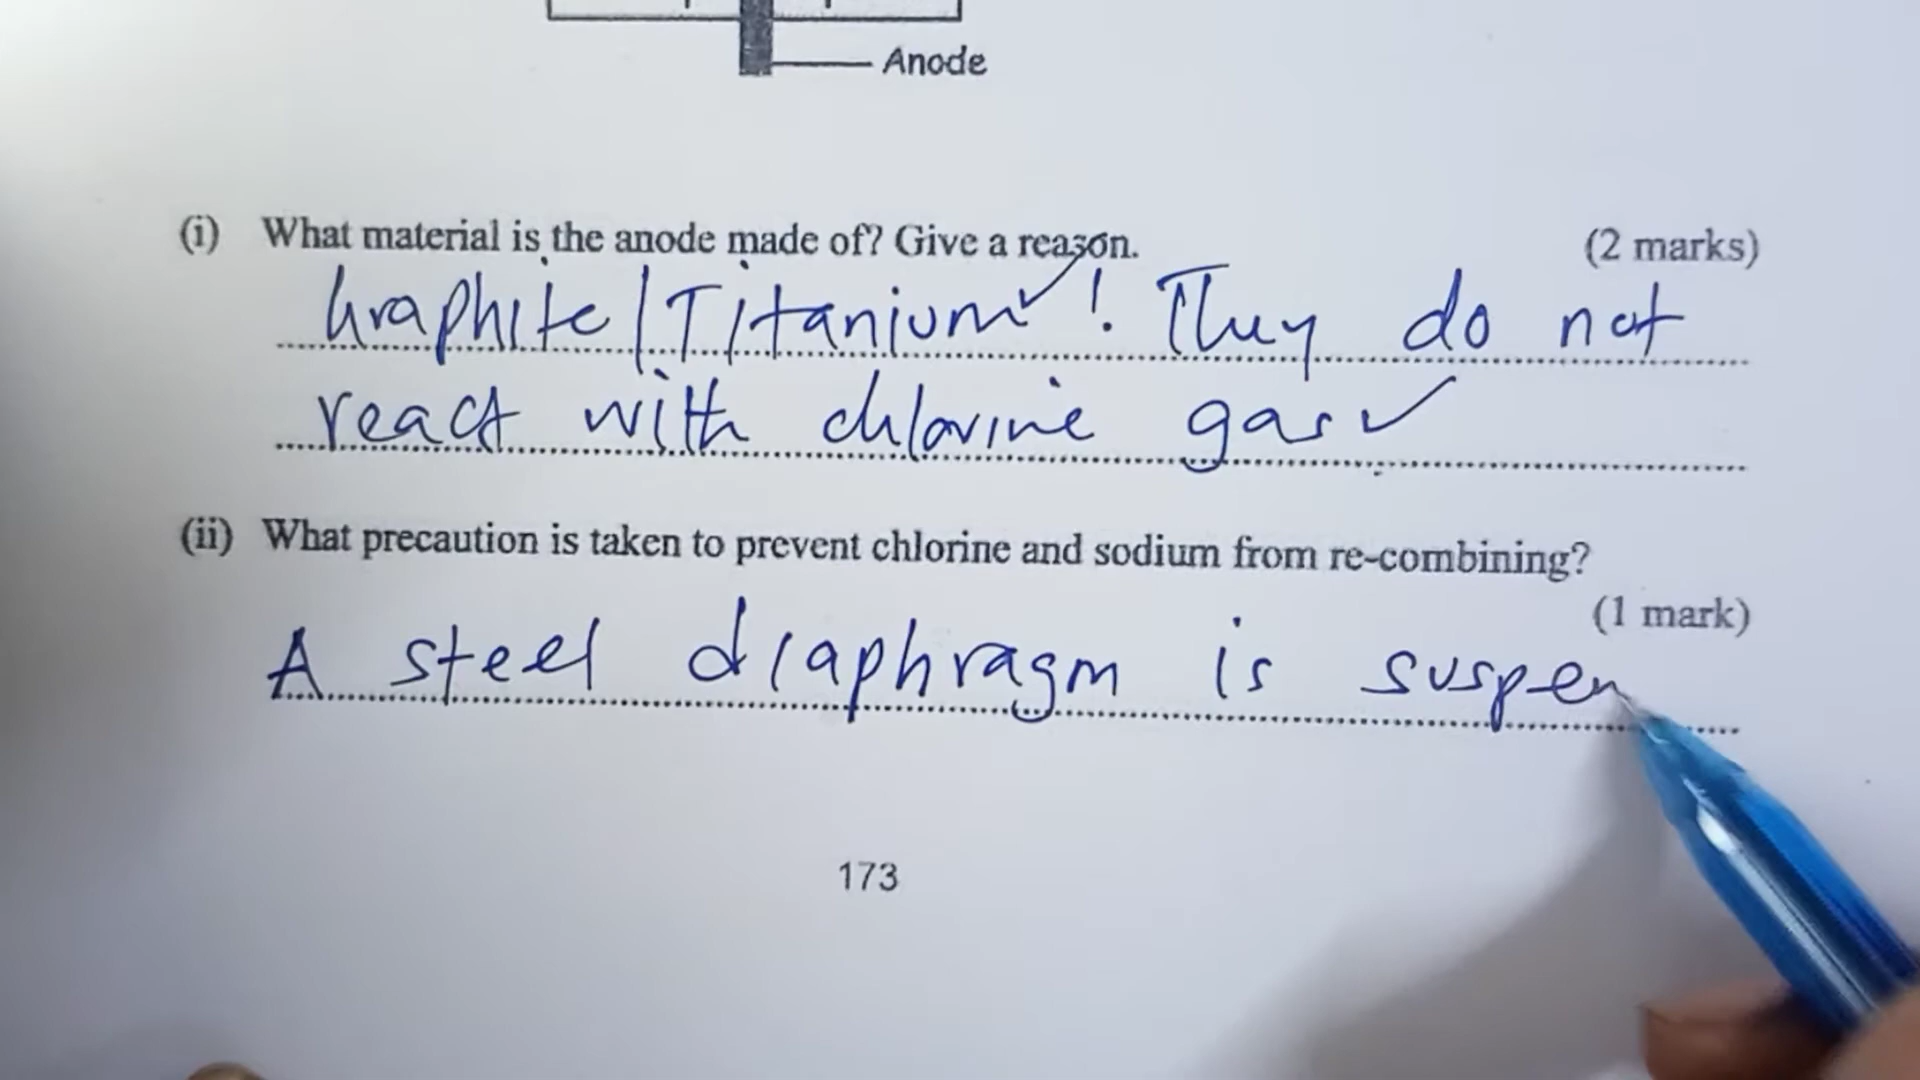 Anode
(i) What material is the anode made of? Give a reason. (2 marks)
Graphite/Titanium ✓! They do not
react with chlorine gas ✓
(ii) What precaution is taken to prevent chlorine and sodium from re-combining?
(1 mark)
A steel diaphragm is suspen
173